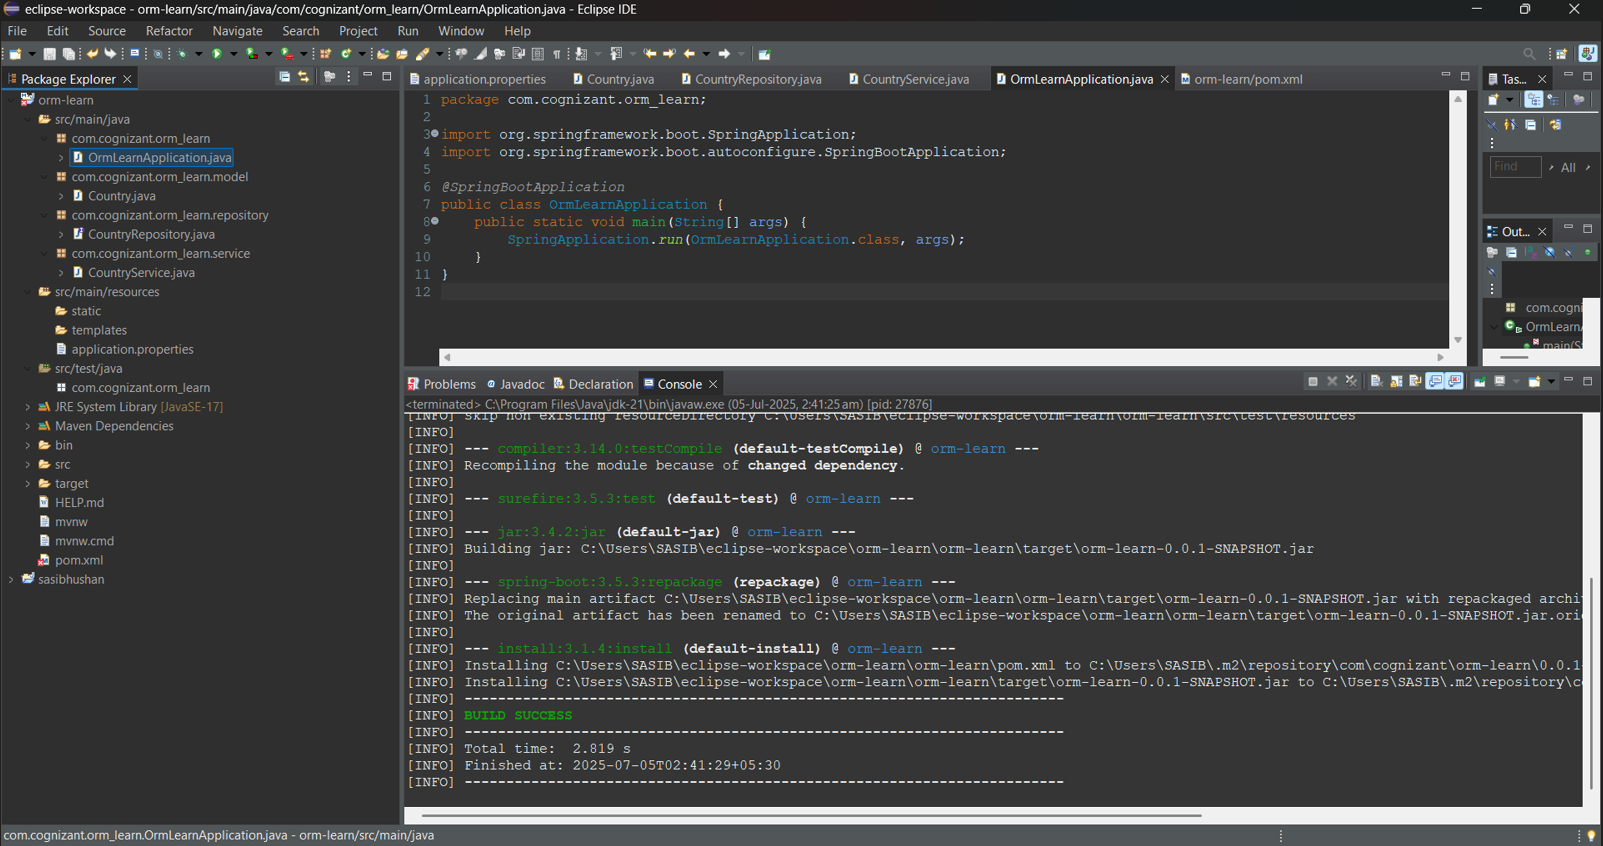 eclipse-workspace - orm-learn/src/main/java/com/cognizant/orm_learn/OrmLearnApplication.java - Eclipse IDE
File Edit Source Refactor Navigate Search Project Run Window Help
Package Explorer
orm-learn
src/main/java
com.cognizant.orm_learn
OrmLearnApplication.java
com.cognizant.orm_learn.model
Country.java
com.cognizant.orm_learn.repository
CountryRepository.java
com.cognizant.orm_learn.service
CountryService.java
src/main/resources
static
templates
application.properties
src/test/java
com.cognizant.orm_learn
JRE System Library [JavaSE-17]
Maven Dependencies
bin
src
target
HELP.md
mvnw
mvnw.cmd
pom.xml
sasibhushan
application.properties Country.java CountryRepository.java CountryService.java OrmLearnApplication.java orm-learn/pom.xml
1 package com.cognizant.orm_learn;
2
3 import org.springframework.boot.SpringApplication;
4 import org.springframework.boot.autoconfigure.SpringBootApplication;
5
6 @SpringBootApplication
7 public class OrmLearnApplication {
8 public static void main(String[] args) {
9 SpringApplication.run(OrmLearnApplication.class, args);
10 }
11 }
12
Tas...
Find All
Out...
com.cogni
OrmLearn
main(S
Problems Javadoc Declaration Console
<terminated> C:\Program Files\Java\jdk-21\bin\javaw.exe (05-Jul-2025, 2:41:25 am) [pid: 27876]
[INFO] skip non existing resourceDirectory C:\Users\SASIB\eclipse-workspace\orm-learn\orm-learn\src\test\resources
[INFO]
[INFO] --- compiler:3.14.0:testCompile (default-testCompile) @ orm-learn ---
[INFO] Recompiling the module because of changed dependency.
[INFO]
[INFO] --- surefire:3.5.3:test (default-test) @ orm-learn ---
[INFO]
[INFO] --- jar:3.4.2:jar (default-jar) @ orm-learn ---
[INFO] Building jar: C:\Users\SASIB\eclipse-workspace\orm-learn\orm-learn\target\orm-learn-0.0.1-SNAPSHOT.jar
[INFO]
[INFO] --- spring-boot:3.5.3:repackage (repackage) @ orm-learn ---
[INFO] Replacing main artifact C:\Users\SASIB\eclipse-workspace\orm-learn\orm-learn\target\orm-learn-0.0.1-SNAPSHOT.jar with repackaged archi
[INFO] The original artifact has been renamed to C:\Users\SASIB\eclipse-workspace\orm-learn\orm-learn\target\orm-learn-0.0.1-SNAPSHOT.jar.ori
[INFO]
[INFO] --- install:3.1.4:install (default-install) @ orm-learn ---
[INFO] Installing C:\Users\SASIB\eclipse-workspace\orm-learn\orm-learn\pom.xml to C:\Users\SASIB\.m2\repository\com\cognizant\orm-learn\0.0.1
[INFO] Installing C:\Users\SASIB\eclipse-workspace\orm-learn\orm-learn\target\orm-learn-0.0.1-SNAPSHOT.jar to C:\Users\SASIB\.m2\repository\c
[INFO] ------------------------------------------------------------------------
[INFO] BUILD SUCCESS
[INFO] ------------------------------------------------------------------------
[INFO] Total time:  2.819 s
[INFO] Finished at: 2025-07-05T02:41:29+05:30
[INFO] ------------------------------------------------------------------------
com.cognizant.orm_learn.OrmLearnApplication.java - orm-learn/src/main/java